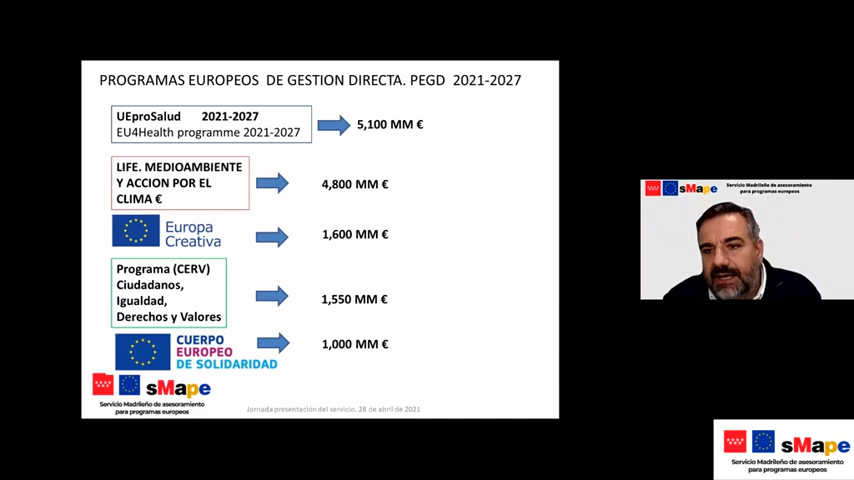 PROGRAMAS EUROPEOS DE GESTION DIRECTA. PEGD 2021-2027
UEproSalud 2021-2027
EU4Health programme 2021-2027
5,100 MM €
LIFE. MEDIOAMBIENTE
Y ACCION POR EL
CLIMA €
4,800 MM €
Europa
Creativa
1,600 MM €
Programa (CERV)
Ciudadanos,
Igualdad,
Derechos y Valores
1,550 MM €
CUERPO
EUROPEO
DE SOLIDARIDAD
1,000 MM €
sMape
Servicio Madrileño de asesoramiento
para programas europeos
Jornada presentación del servicio. 28 de abril de 2021
sMape
Servicio Madrileño de asesoramiento
para programas europeos
sMape
Servicio Madrileño de asesoramiento
para programas europeos